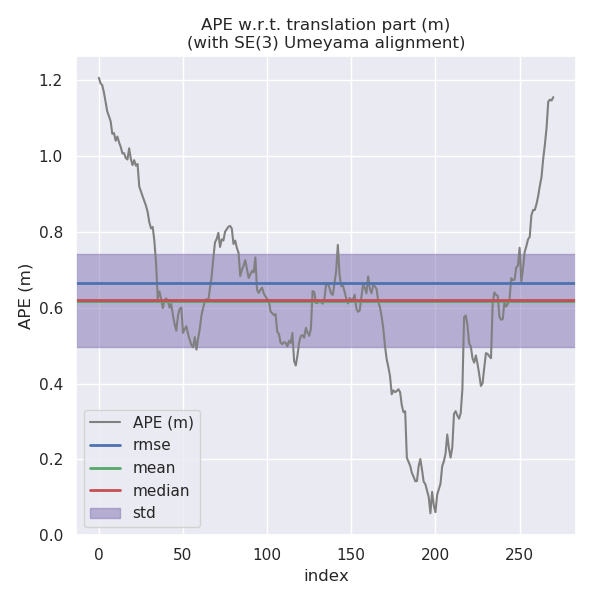 APE w.r.t. translation part (m)
(with SE(3) Umeyama alignment)
APE (m)
1.2
1.0
0.8
0.6
0.4
0.2
0.0
APE (m)
rmse
mean
median
std
0 50 100 150 200 250
index